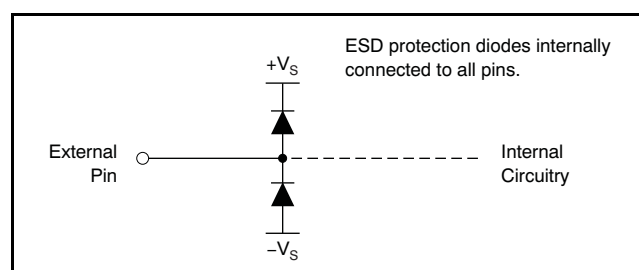 ESD protection diodes internally
connected to all pins.
+VS
External
Pin
Internal
Circuitry
–VS